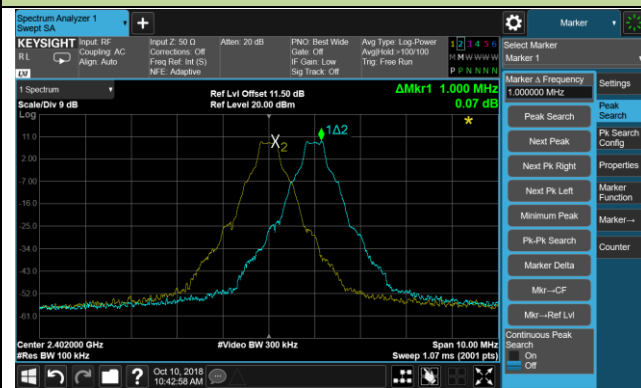 Spectrum Analyzer 1
Swept SA
Marker
KEYSIGHT
RL
LXI
Input: RF
Coupling: AC
Align: Auto
Input Z: 50 Ω
Corrections: Off
Freq Ref: Int (S)
NFE: Adaptive
Atten: 20 dB
PNO: Best Wide
Gate: Off
IF Gain: Low
Sig Track: Off
Avg Type: Log-Power
Avg|Hold:>100/100
Trig: Free Run
1 2 3 4 5 6
M M W W W W
P P N N N N
Select Marker
Marker 1
1 Spectrum
Scale/Div 9 dB
Log
Ref Lvl Offset 11.50 dB
Ref Level 20.00 dBm
ΔMkr1 1.000 MHz
0.07 dB
11.0
2.00
-7.00
-16.0
-25.0
-34.0
-43.0
-52.0
-61.0
X2
1Δ2
*
Center 2.402000 GHz
#Res BW 100 kHz
#Video BW 300 kHz
Span 10.00 MHz
Sweep 1.07 ms (2001 pts)
Marker Δ Frequency
1.000000 MHz
Peak Search
Next Peak
Next Pk Right
Next Pk Left
Minimum Peak
Pk-Pk Search
Marker Delta
Mkr→CF
Mkr→Ref Lvl
Continuous Peak
Search
On
Off
Settings
Peak
Search
Pk Search
Config
Properties
Marker
Function
Marker→
Counter
?
Oct 10, 2018
10:42:58 AM